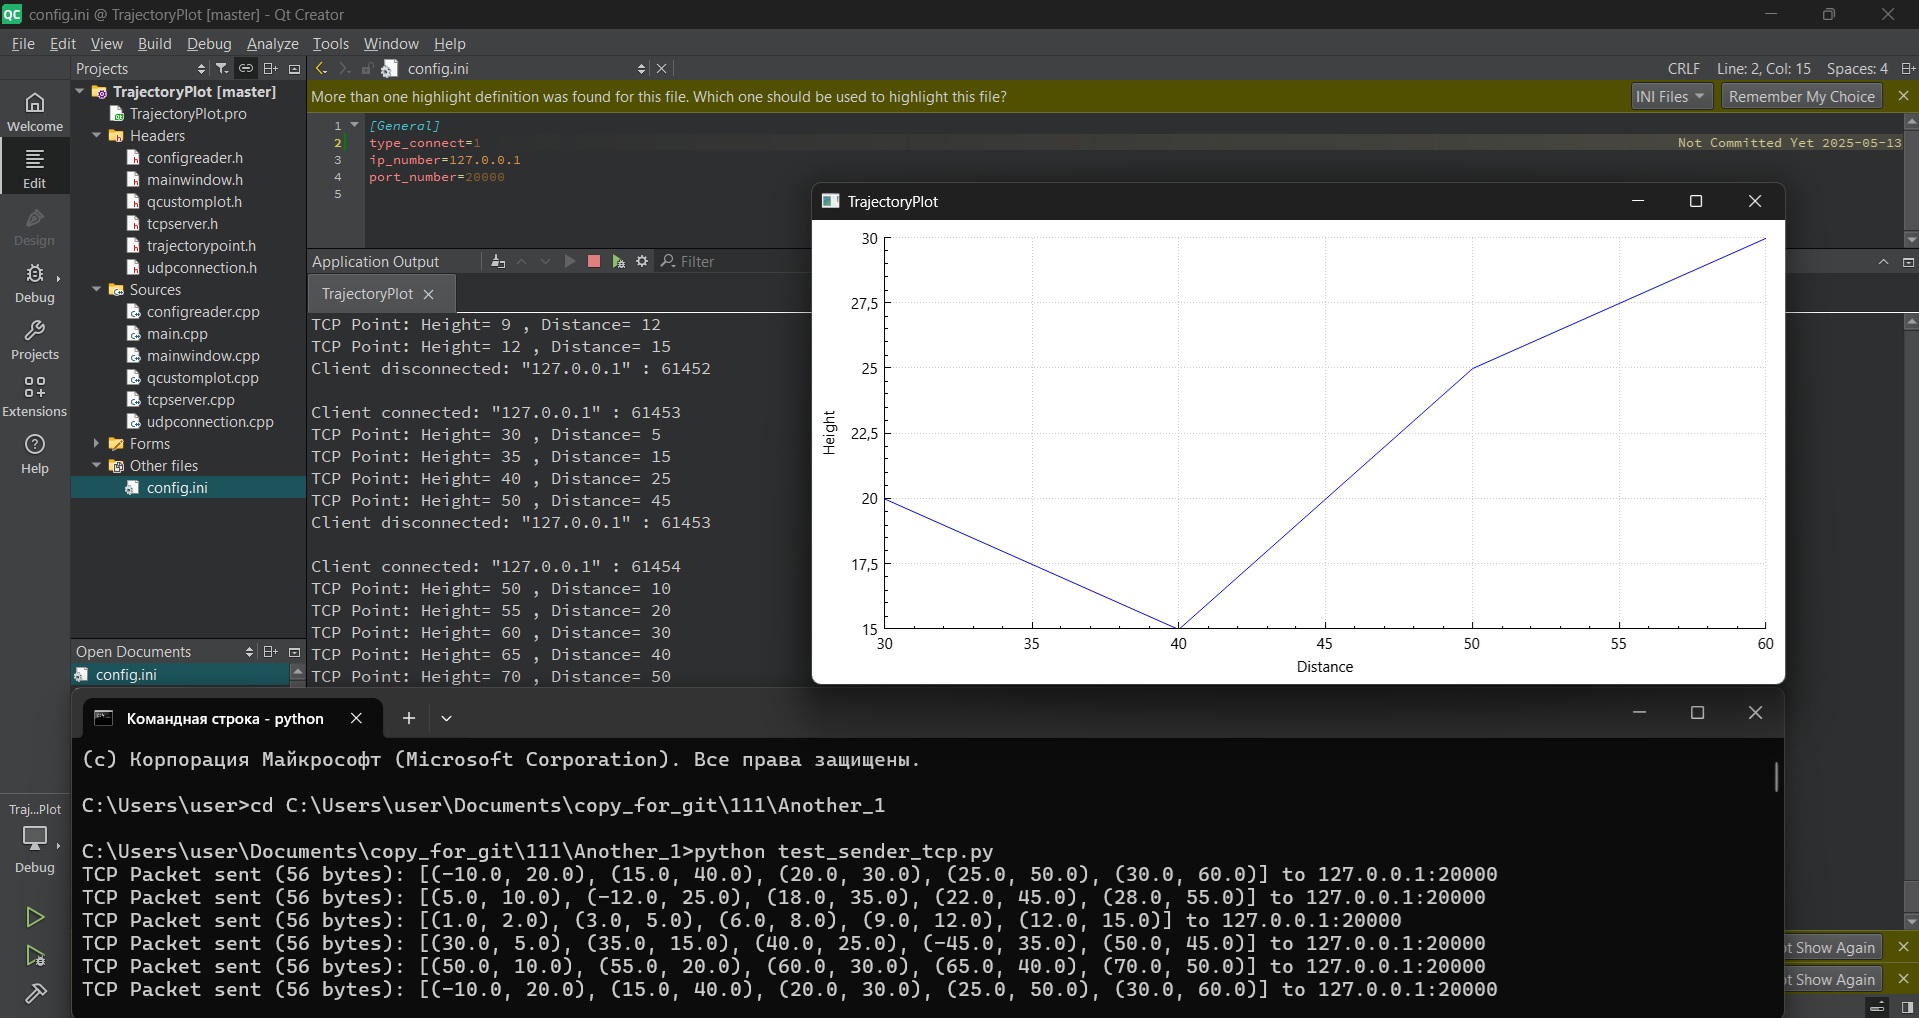 config.ini @ TrajectoryPlot [master] - Qt Creator
File Edit View Build Debug Analyze Tools Window Help
Projects
config.ini
CRLF Line: 2, Col: 15 Spaces: 4
More than one highlight definition was found for this file. Which one should be used to highlight this file?
INI Files
Remember My Choice
Welcome
Edit
Design
Debug
Projects
Extensions
Help
TrajectoryPlot [master]
TrajectoryPlot.pro
Headers
configreader.h
mainwindow.h
qcustomplot.h
tcpserver.h
trajectorypoint.h
udpconnection.h
Sources
configreader.cpp
main.cpp
mainwindow.cpp
qcustomplot.cpp
tcpserver.cpp
udpconnection.cpp
Forms
Other files
config.ini
Open Documents
config.ini
1 [General]
2 type_connect=1 Not Committed Yet 2025-05-13
3 ip_number=127.0.0.1
4 port_number=20000
5
Application Output
Filter
TrajectoryPlot
TCP Point: Height= 9 , Distance= 12
TCP Point: Height= 12 , Distance= 15
Client disconnected: "127.0.0.1" : 61452
Client connected: "127.0.0.1" : 61453
TCP Point: Height= 30 , Distance= 5
TCP Point: Height= 35 , Distance= 15
TCP Point: Height= 40 , Distance= 25
TCP Point: Height= 50 , Distance= 45
Client disconnected: "127.0.0.1" : 61453
Client connected: "127.0.0.1" : 61454
TCP Point: Height= 50 , Distance= 10
TCP Point: Height= 55 , Distance= 20
TCP Point: Height= 60 , Distance= 30
TCP Point: Height= 65 , Distance= 40
TCP Point: Height= 70 , Distance= 50
TrajectoryPlot
30
27,5
25
22,5
20
17,5
15
Height
30 35 40 45 50 55 60
Distance
Командная строка - python
(c) Корпорация Майкрософт (Microsoft Corporation). Все права защищены.
C:\Users\user>cd C:\Users\user\Documents\copy_for_git\111\Another_1
C:\Users\user\Documents\copy_for_git\111\Another_1>python test_sender_tcp.py
TCP Packet sent (56 bytes): [(-10.0, 20.0), (15.0, 40.0), (20.0, 30.0), (25.0, 50.0), (30.0, 60.0)] to 127.0.0.1:20000
TCP Packet sent (56 bytes): [(5.0, 10.0), (-12.0, 25.0), (18.0, 35.0), (22.0, 45.0), (28.0, 55.0)] to 127.0.0.1:20000
TCP Packet sent (56 bytes): [(1.0, 2.0), (3.0, 5.0), (6.0, 8.0), (9.0, 12.0), (12.0, 15.0)] to 127.0.0.1:20000
TCP Packet sent (56 bytes): [(30.0, 5.0), (35.0, 15.0), (40.0, 25.0), (-45.0, 35.0), (50.0, 45.0)] to 127.0.0.1:20000
TCP Packet sent (56 bytes): [(50.0, 10.0), (55.0, 20.0), (60.0, 30.0), (65.0, 40.0), (70.0, 50.0)] to 127.0.0.1:20000
TCP Packet sent (56 bytes): [(-10.0, 20.0), (15.0, 40.0), (20.0, 30.0), (25.0, 50.0), (30.0, 60.0)] to 127.0.0.1:20000
Traj...Plot
Debug
t Show Again
t Show Again